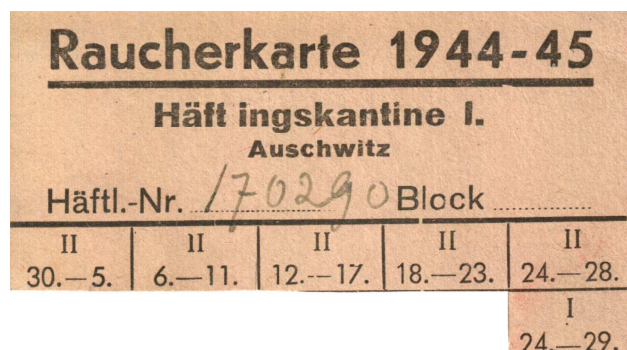 Raucherkarte 1944-45
Häft ingskantine I.
Auschwitz
Häftl.-Nr. 170290 Block
II II II II II
30.—5. 6.—11. 12.—17. 18.—23. 24.—28.
I
24.—29.